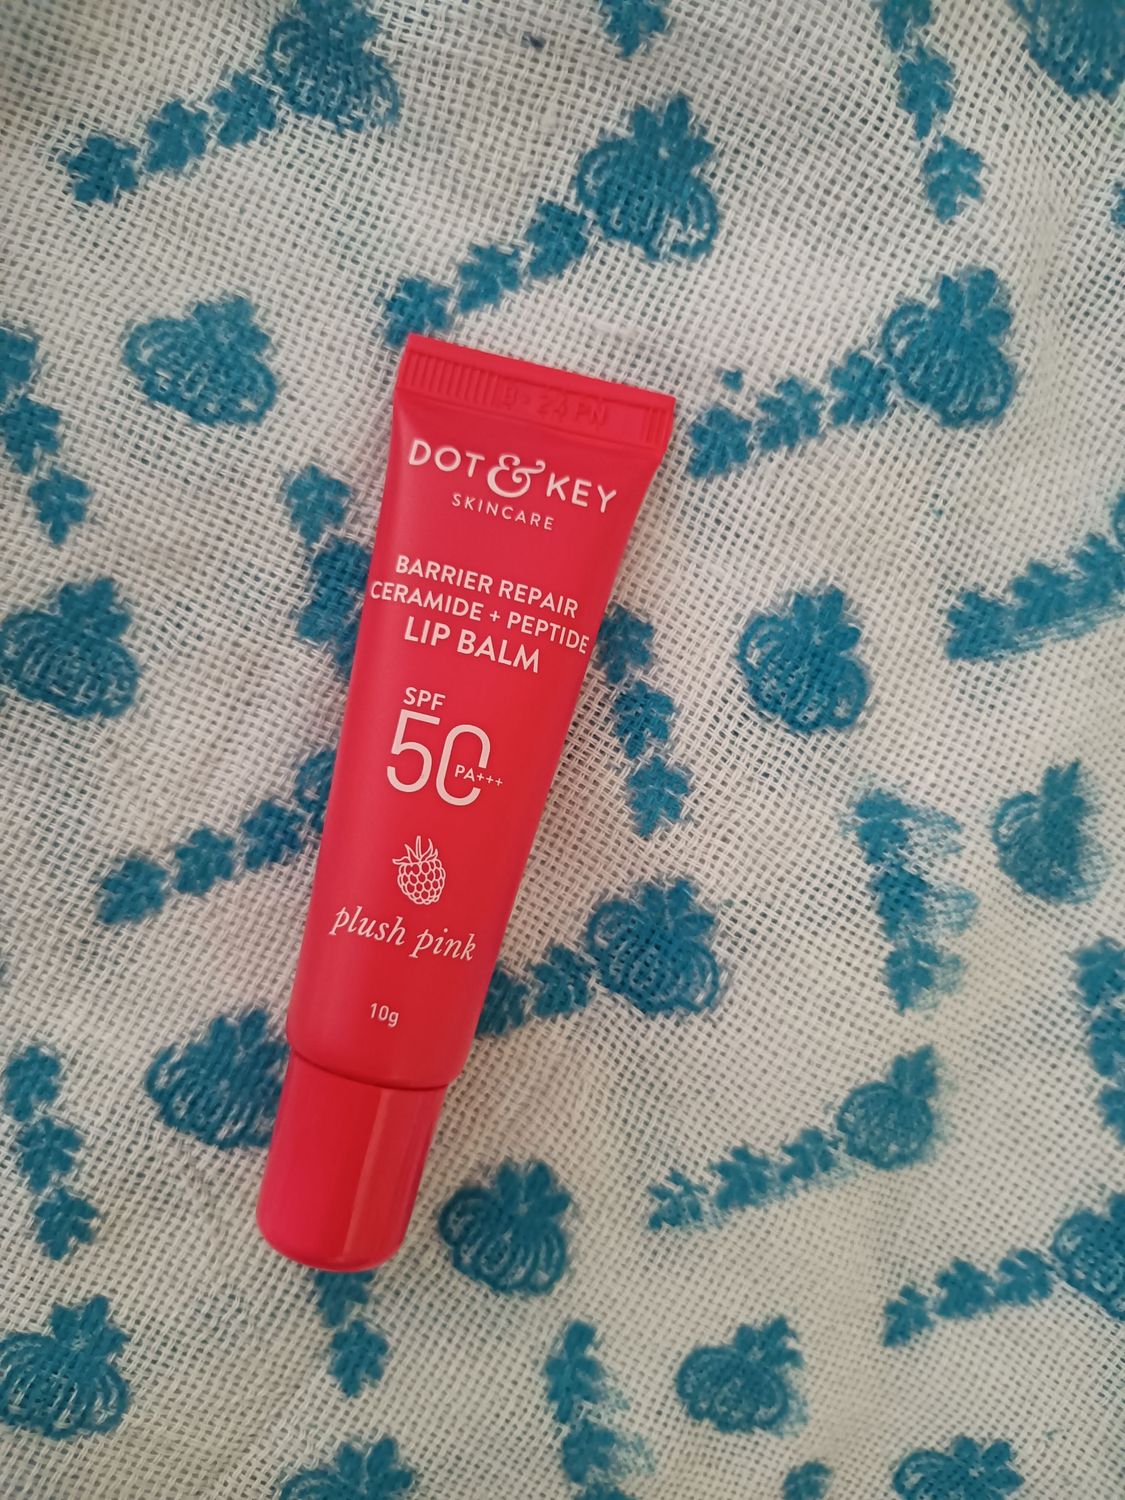 DOT & KEY
SKINCARE
BARRIER REPAIR
CERAMIDE + PEPTIDE
LIP BALM
SPF
50
PA+++
plush pink
10g